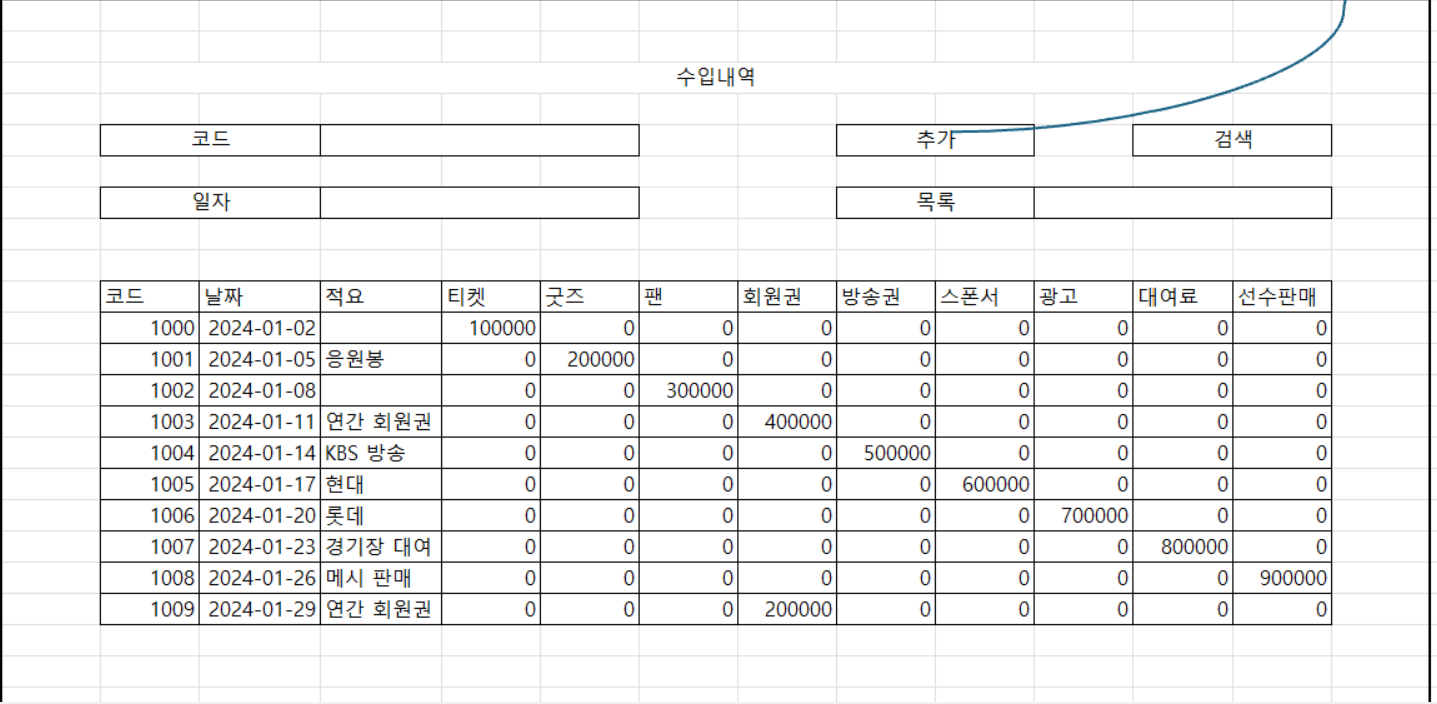 수입내역
코드 추가 검색
일자 목록
코드 날짜 적요 티켓 굿즈 팬 회원권 방송권 스폰서 광고 대여료 선수판매
1000 2024-01-02 100000 0 0 0 0 0 0 0 0
1001 2024-01-05 응원봉 0 200000 0 0 0 0 0 0 0
1002 2024-01-08 0 0 300000 0 0 0 0 0 0
1003 2024-01-11 연간 회원권 0 0 0 400000 0 0 0 0 0
1004 2024-01-14 KBS 방송 0 0 0 0 500000 0 0 0 0
1005 2024-01-17 현대 0 0 0 0 0 600000 0 0 0
1006 2024-01-20 롯데 0 0 0 0 0 0 700000 0 0
1007 2024-01-23 경기장 대여 0 0 0 0 0 0 0 800000 0
1008 2024-01-26 메시 판매 0 0 0 0 0 0 0 0 900000
1009 2024-01-29 연간 회원권 0 0 0 200000 0 0 0 0 0